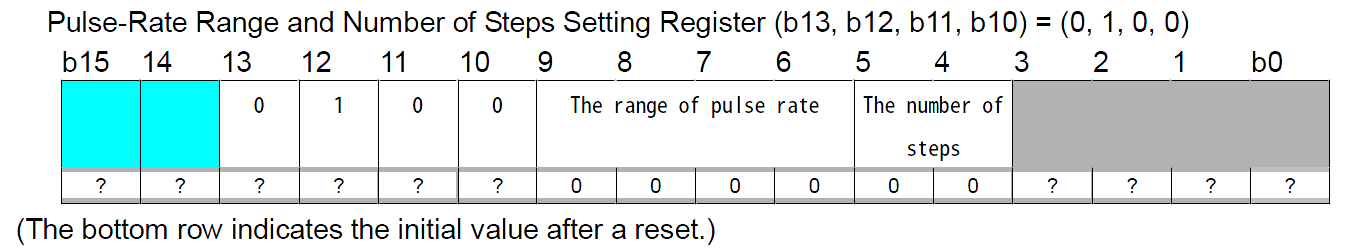 Pulse-Rate Range and Number of Steps Setting Register (b13, b12, b11, b10) = (0, 1, 0, 0)
b15 14 13 12 11 10 9 8 7 6 5 4 3 2 1 b0
0 1 0 0 The range of pulse rate The number of
steps
? ? ? ? ? ? 0 0 0 0 0 0 ? ? ? ?
(The bottom row indicates the initial value after a reset.)